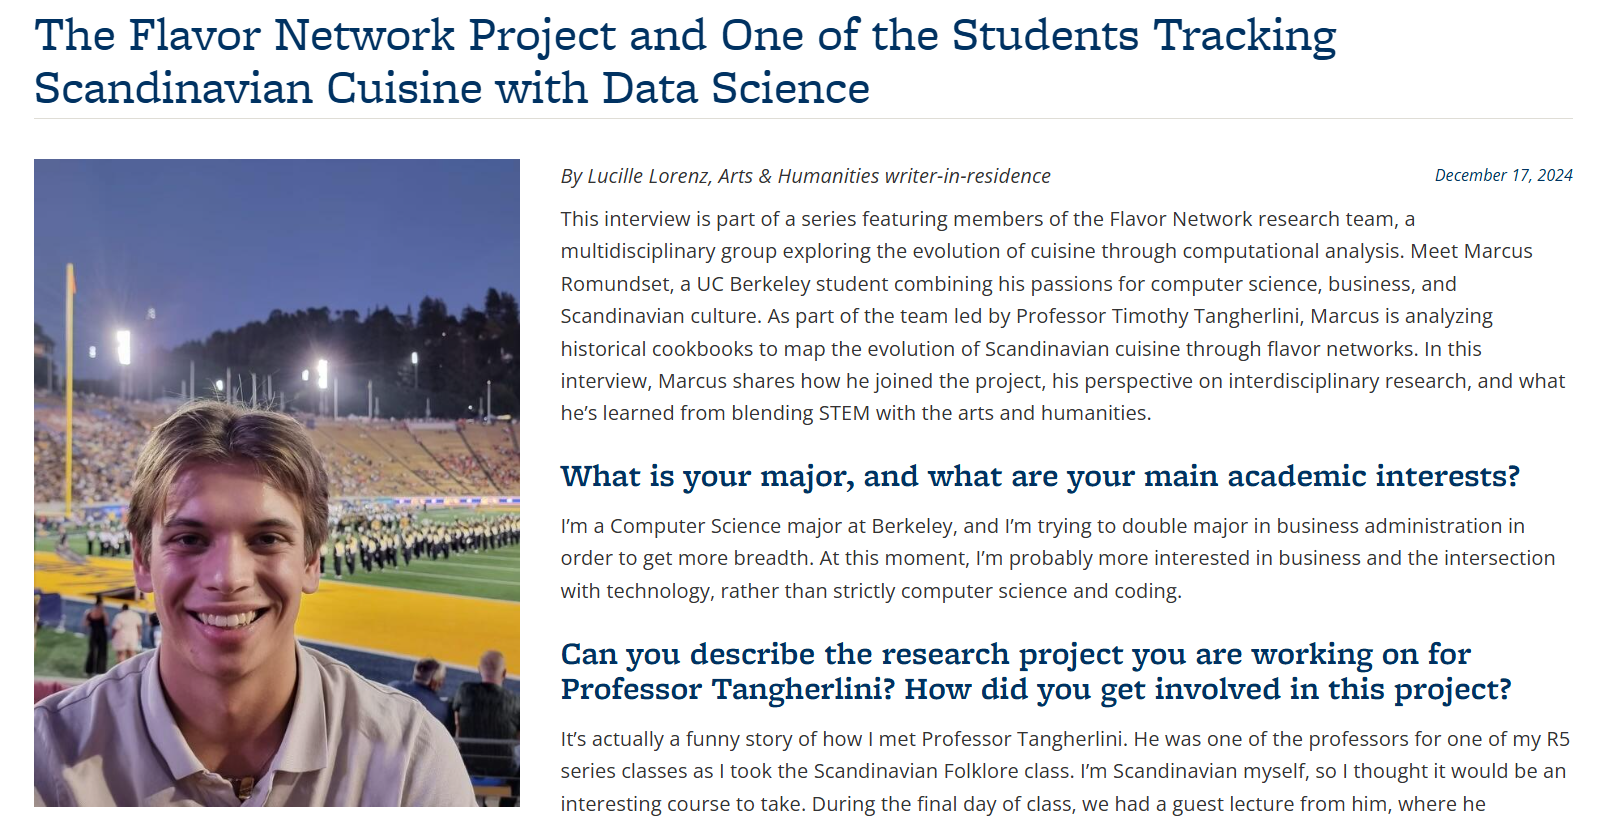 The Flavor Network Project and One of the Students Tracking
Scandinavian Cuisine with Data Science
By Lucille Lorenz, Arts & Humanities writer-in-residence
December 17, 2024
This interview is part of a series featuring members of the Flavor Network research team, a
multidisciplinary group exploring the evolution of cuisine through computational analysis. Meet Marcus
Romundset, a UC Berkeley student combining his passions for computer science, business, and
Scandinavian culture. As part of the team led by Professor Timothy Tangherlini, Marcus is analyzing
historical cookbooks to map the evolution of Scandinavian cuisine through flavor networks. In this
interview, Marcus shares how he joined the project, his perspective on interdisciplinary research, and what
he’s learned from blending STEM with the arts and humanities.
What is your major, and what are your main academic interests?
I’m a Computer Science major at Berkeley, and I’m trying to double major in business administration in
order to get more breadth. At this moment, I’m probably more interested in business and the intersection
with technology, rather than strictly computer science and coding.
Can you describe the research project you are working on for
Professor Tangherlini? How did you get involved in this project?
It’s actually a funny story of how I met Professor Tangherlini. He was one of the professors for one of my R5
series classes as I took the Scandinavian Folklore class. I’m Scandinavian myself, so I thought it would be an
interesting course to take. During the final day of class, we had a guest lecture from him, where he